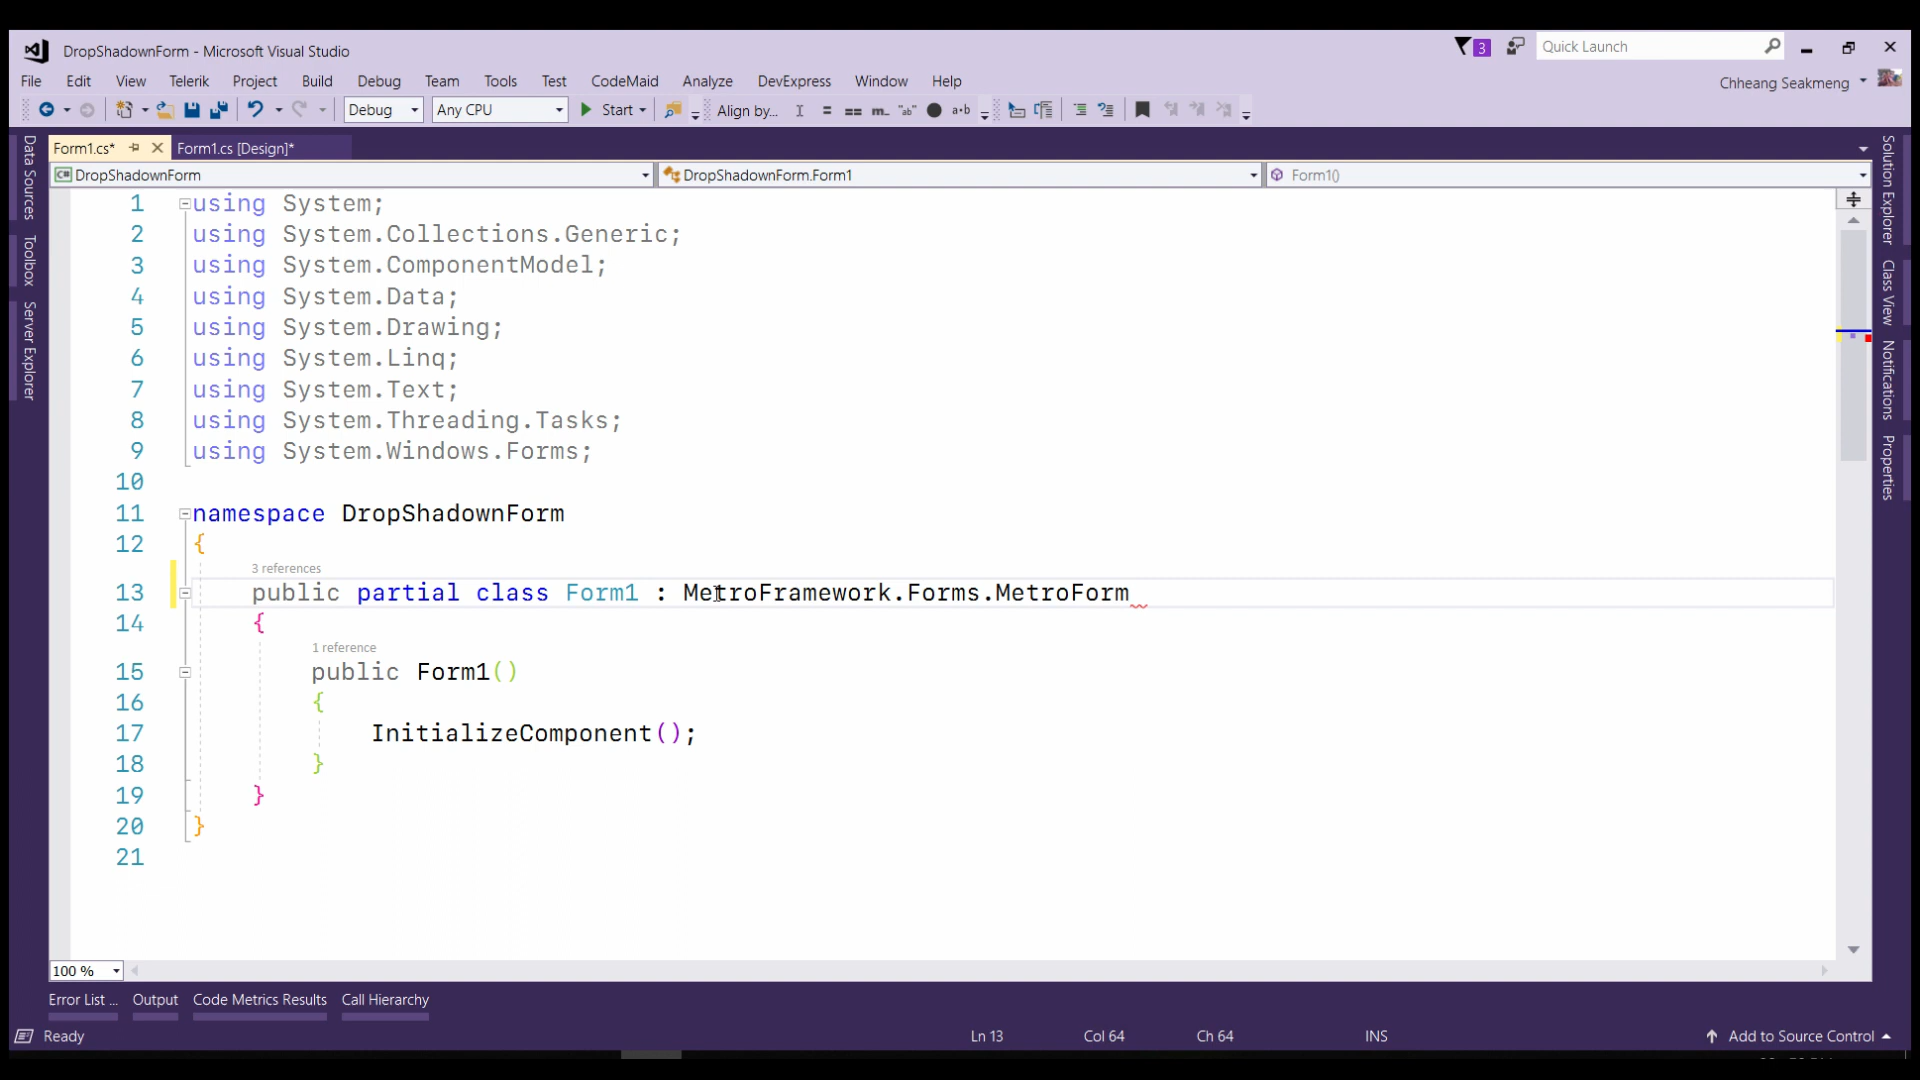 DropShadownForm - Microsoft Visual Studio
3
Quick Launch
File Edit View Telerik Project Build Debug Team Tools Test CodeMaid Analyze DevExpress Window Help
Chheang Seakmeng
Debug Any CPU Start Align by...
Form1.cs* Form1.cs [Design]*
DropShadownForm DropShadownForm.Form1 Form1()
Data Sources
Toolbox
Server Explorer
1 using System;
2 using System.Collections.Generic;
3 using System.ComponentModel;
4 using System.Data;
5 using System.Drawing;
6 using System.Linq;
7 using System.Text;
8 using System.Threading.Tasks;
9 using System.Windows.Forms;
10
11 namespace DropShadownForm
12 {
3 references
13 public partial class Form1 : MetroFramework.Forms.MetroForm
14 {
1 reference
15 public Form1()
16 {
17 InitializeComponent();
18 }
19 }
20 }
21
Solution Explorer
Class View
Notifications
Properties
100 %
Error List ... Output Code Metrics Results Call Hierarchy
Ready Ln 13 Col 64 Ch 64 INS Add to Source Control